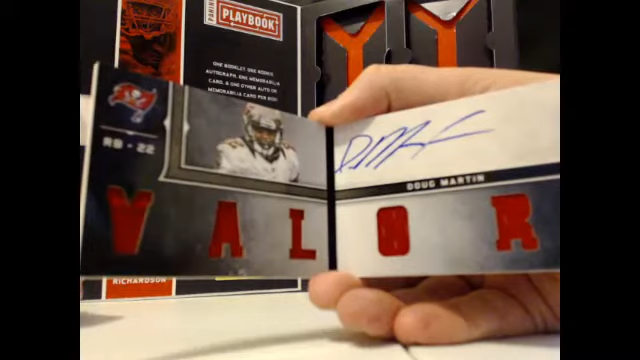 PANINI PLAYBOOK
ONE BOOKLET ONE ROOKIE
AUTOGRAPH, ONE MEMORABILIA
CARD, & ONE OTHER AUTO OR
MEMORABILIA CARD PER BOX!
Y Y
RB - 22
DOUG MARTIN
VALOR
RICHARDSON